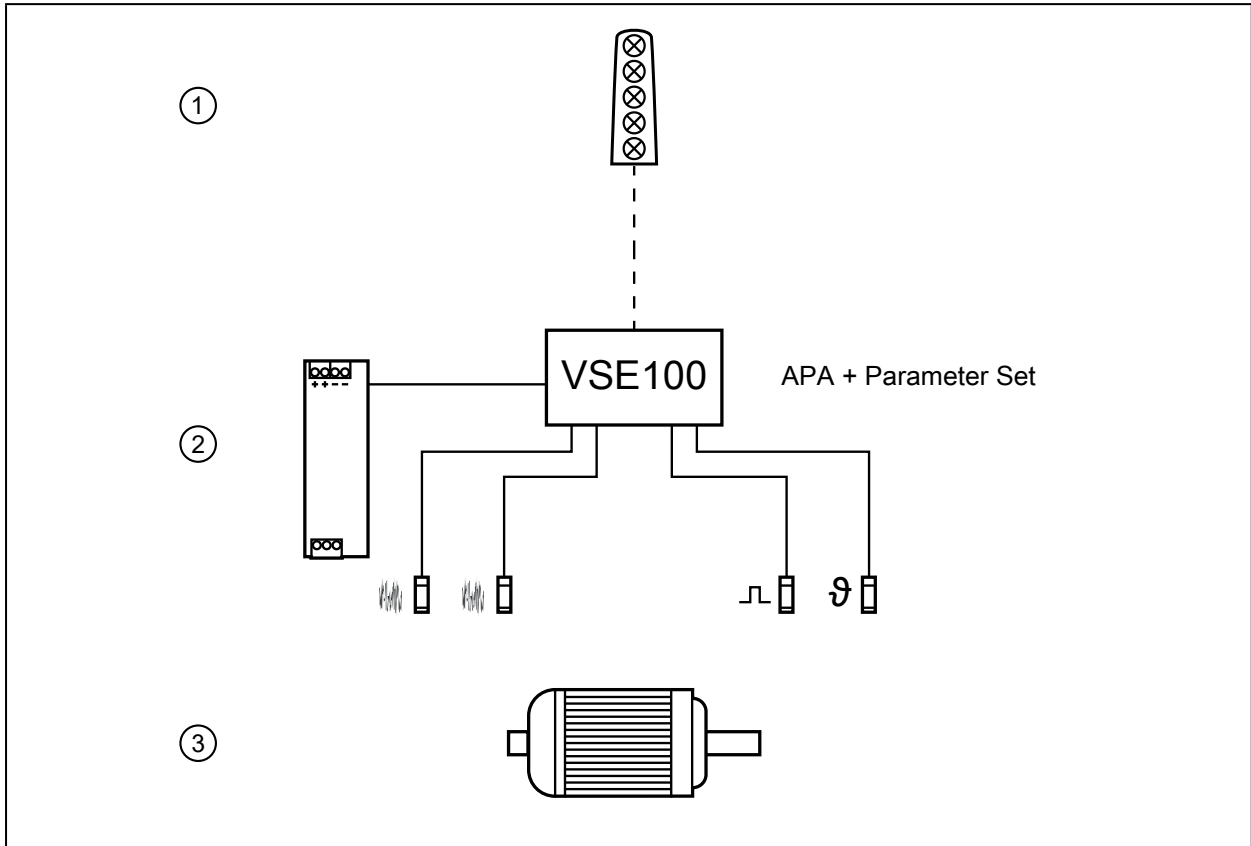 1
VSE100
APA + Parameter Set
++--
2
ϑ
3